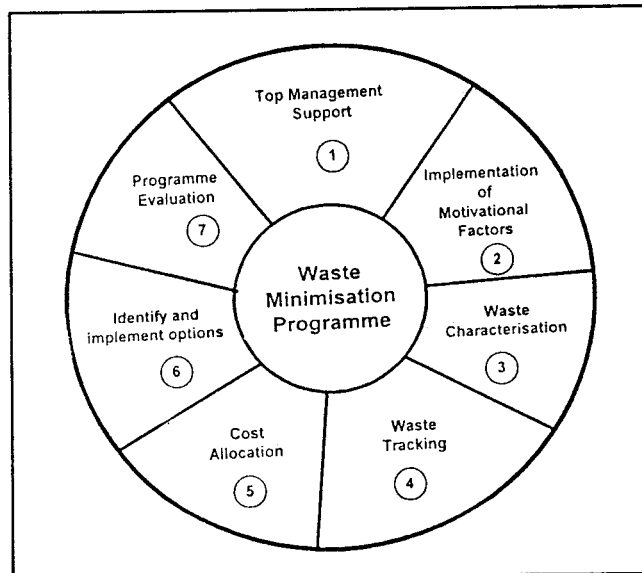 Top Management
Support
1
Implementation
of
Motivational
Factors
2
Waste
Characterisation
3
Waste
Tracking
4
Cost
Allocation
5
Identify and
implement options
6
Programme
Evaluation
7
Waste
Minimisation
Programme